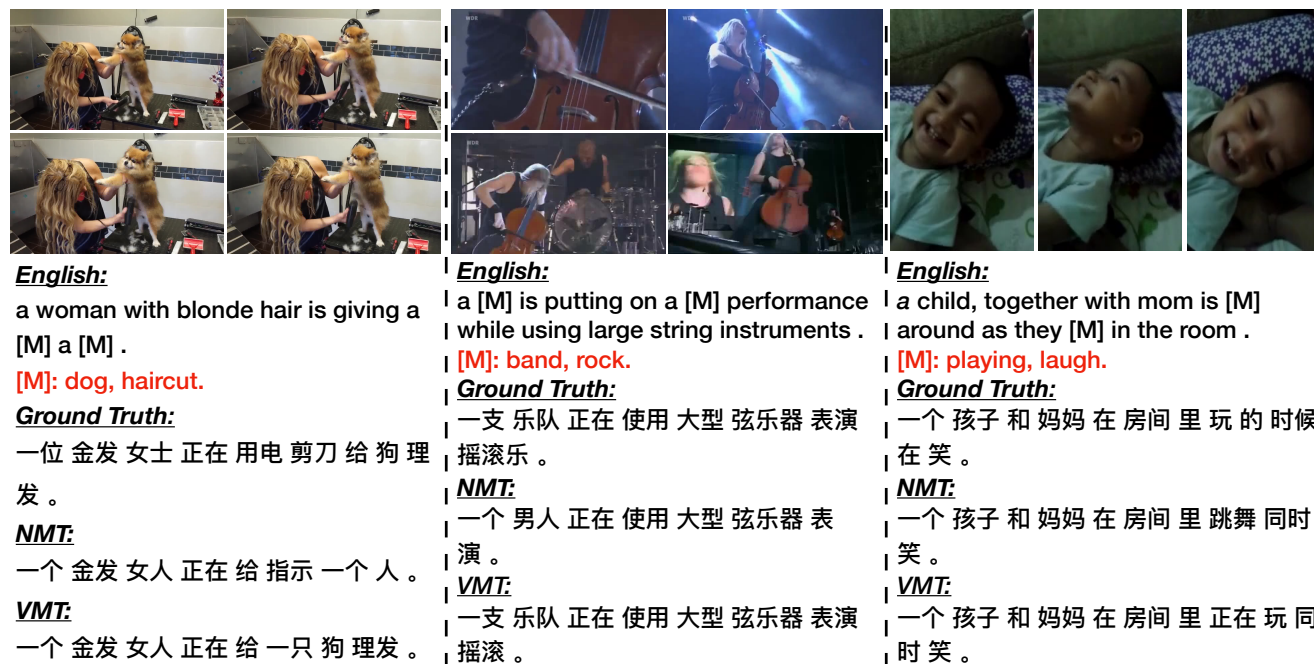 English:
a woman with blonde hair is giving a
[M] a [M] .
[M]: dog, haircut.
Ground Truth:
一位 金发 女士 正在 用电 剪刀 给 狗 理
发 。
NMT:
一个 金发 女人 正在 给 指示 一个 人 。
VMT:
一个 金发 女人 正在 给 一只 狗 理发 。
WDR
English:
a [M] is putting on a [M] performance
while using large string instruments .
[M]: band, rock.
Ground Truth:
一支 乐队 正在 使用 大型 弦乐器 表演
摇滚乐 。
NMT:
一个 男人 正在 使用 大型 弦乐器 表
演 。
VMT:
一支 乐队 正在 使用 大型 弦乐器 表演
摇滚 。
English:
a child, together with mom is [M]
around as they [M] in the room .
[M]: playing, laugh.
Ground Truth:
一个 孩子 和 妈妈 在 房间 里 玩 的 时候
在 笑 。
NMT:
一个 孩子 和 妈妈 在 房间 里 跳舞 同时
笑 。
VMT:
一个 孩子 和 妈妈 在 房间 里 正在 玩 同
时 笑 。